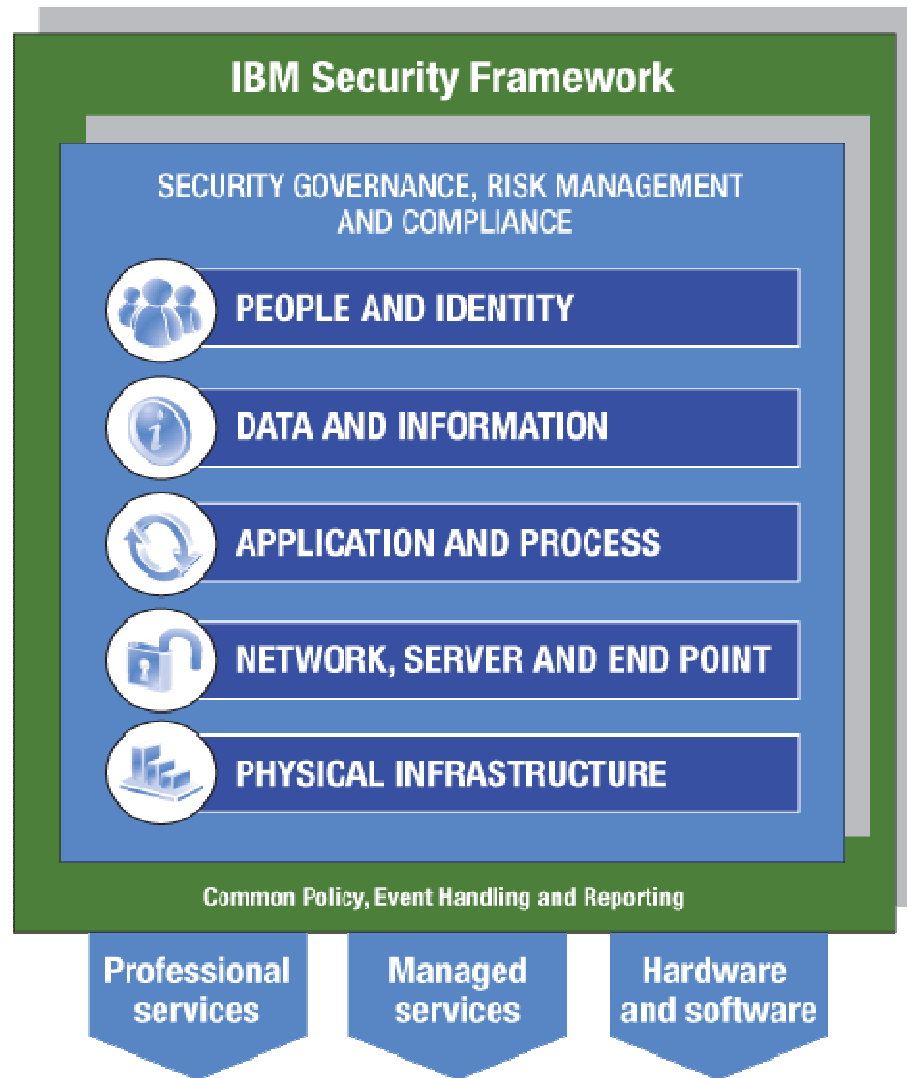 IBM Security Framework
SECURITY GOVERNANCE, RISK MANAGEMENT
AND COMPLIANCE
PEOPLE AND IDENTITY
i
DATA AND INFORMATION
APPLICATION AND PROCESS
NETWORK, SERVER AND END POINT
PHYSICAL INFRASTRUCTURE
Common Policy, Event Handling and Reporting
Professional
services
Managed
services
Hardware
and software